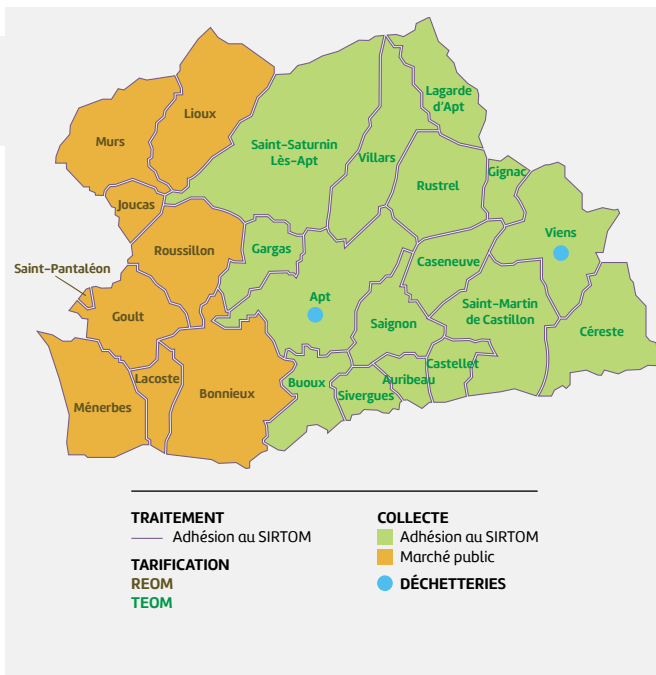 Lagarde
d'Apt
Lioux
Murs
Saint-Saturnin
Lès-Apt
Villars
Gignac
Rustrel
Joucas
Viens
Roussillon
Gargas
Caseneuve
Saint-Pantaléon
Apt
Saint-Martin
de Castillon
Goult
Saignon
Céreste
Castellet
Lacoste
Auribeau
Buoux
Bonnieux
Sivergues
Ménerbes
TRAITEMENT
Adhésion au SIRTOM
TARIFICATION
REOM
TEOM
COLLECTE
Adhésion au SIRTOM
Marché public
DÉCHETTERIES